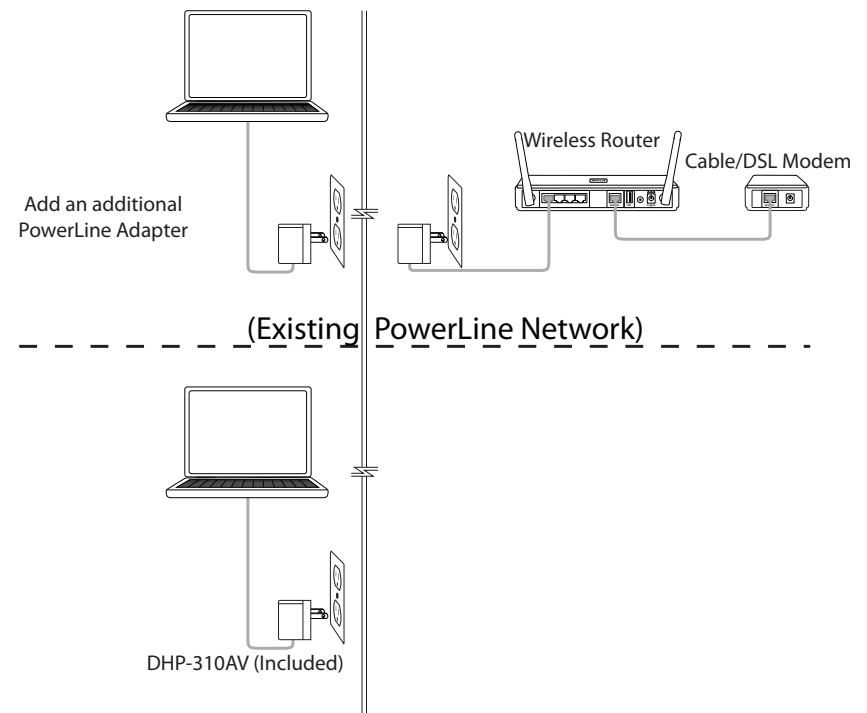 Wireless Router
Cable/DSL Modem
Add an additional
PowerLine Adapter
(Existing PowerLine Network)
DHP-310AV (Included)